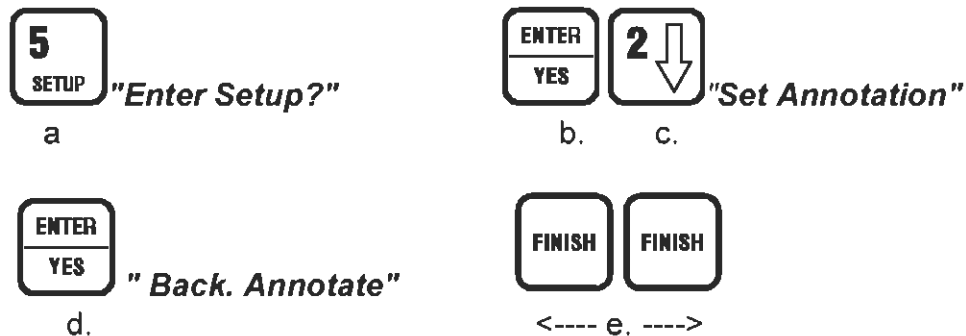 5
SETUP "Enter Setup?"
a
ENTER
YES
2 "Set Annotation"
b. c.
ENTER
YES " Back. Annotate"
d.
FINISH FINISH
<---- e. ---->